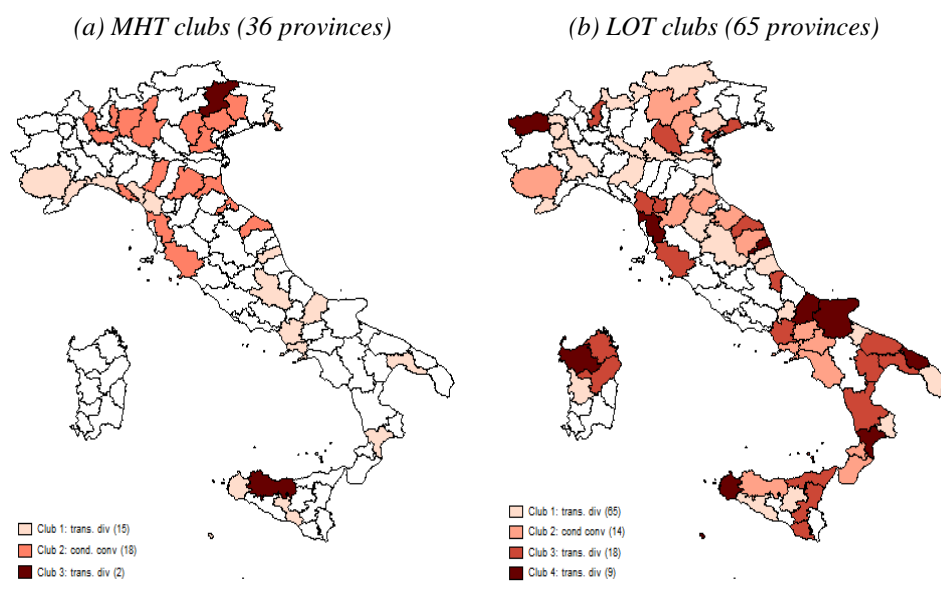 (a) MHT clubs (36 provinces)
(b) LOT clubs (65 provinces)
Club 1: trans. div (15)
Club 2: cond. conv (18)
Club 3: trans. div (2)
Club 1: trans. div (65)
Club 2: cond conv (14)
Club 3: trans. div (18)
Club 4: trans. div (9)